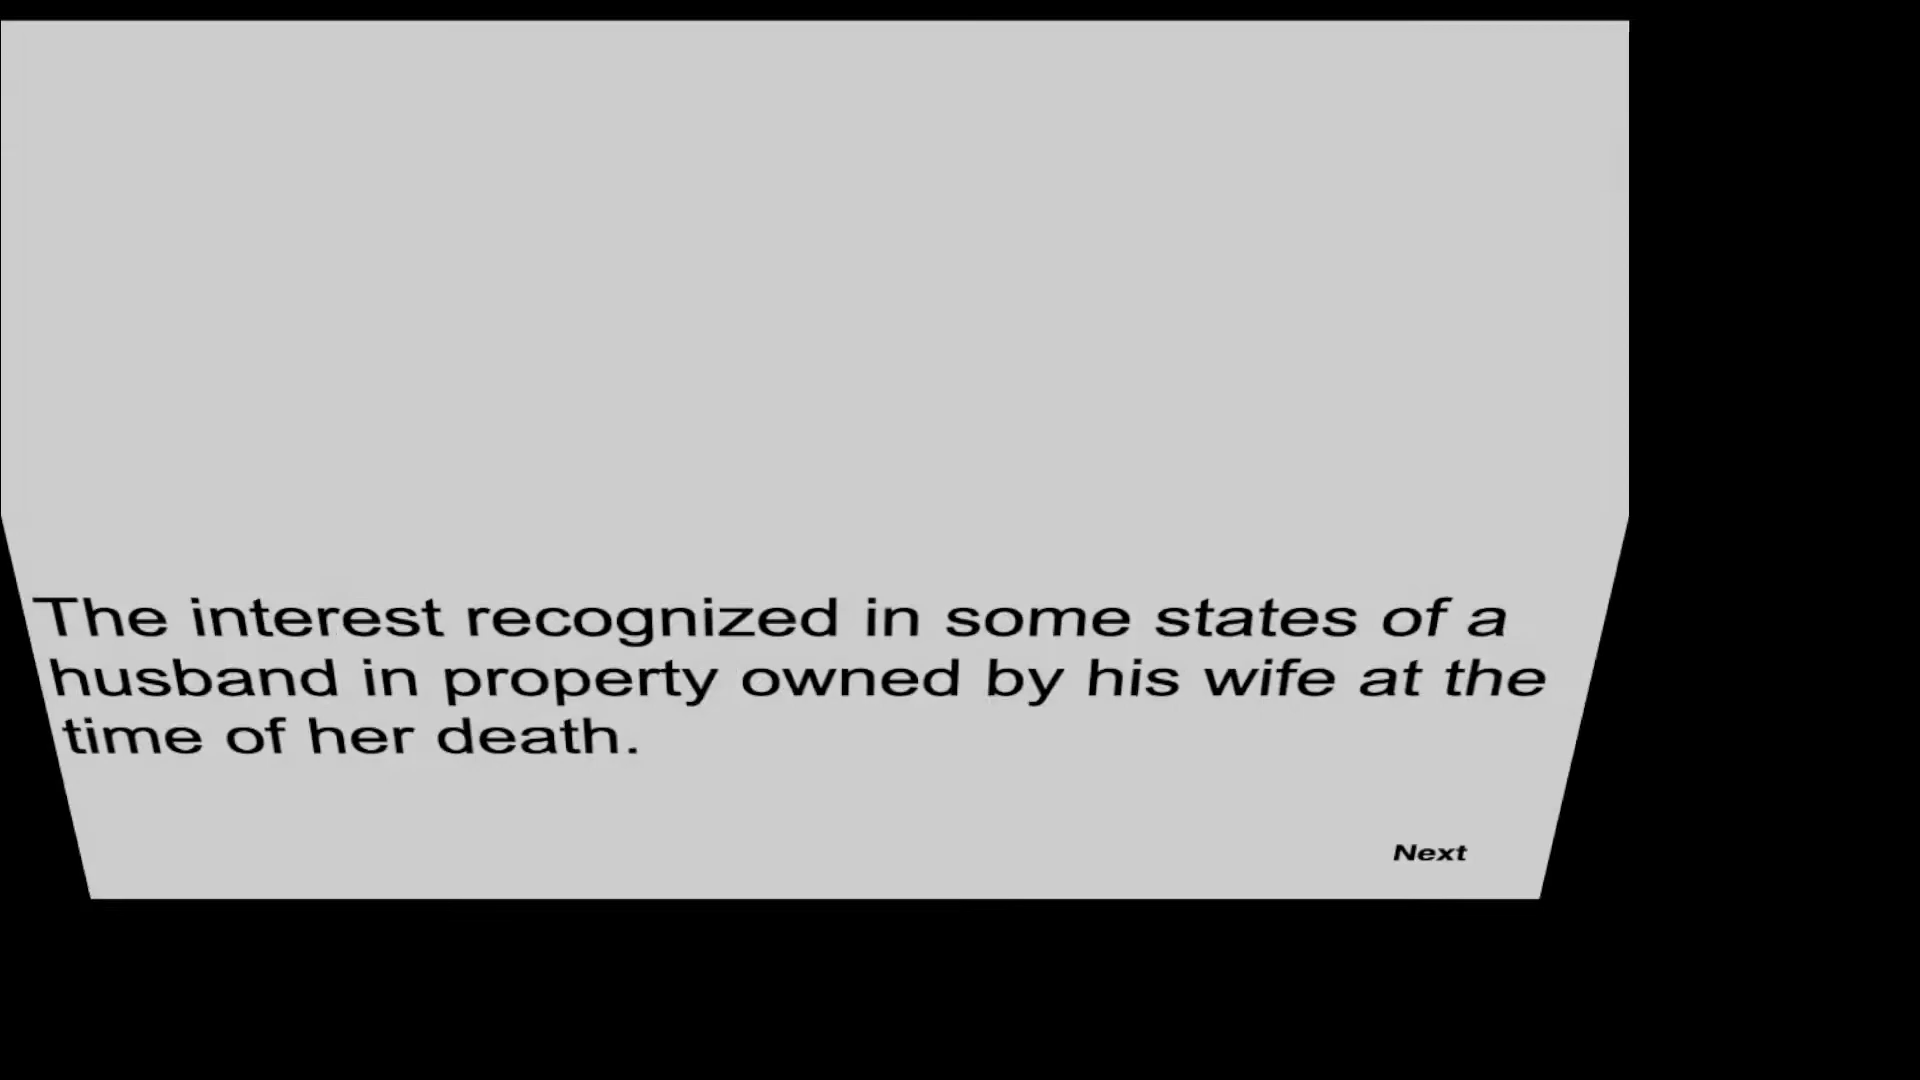 The interest recognized in some states of a
husband in property owned by his wife at the
time of her death.
Next